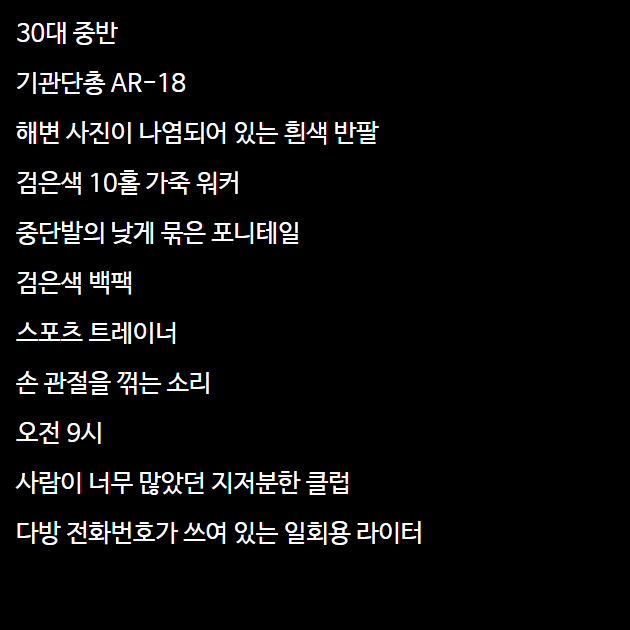 30대 중반
기관단총 AR-18
해변 사진이 나염되어 있는 흰색 반팔
검은색 10홀 가죽 워커
중단발의 낮게 묶은 포니테일
검은색 백팩
스포츠 트레이너
손 관절을 꺾는 소리
오전 9시
사람이 너무 많았던 지저분한 클럽
다방 전화번호가 쓰여 있는 일회용 라이터